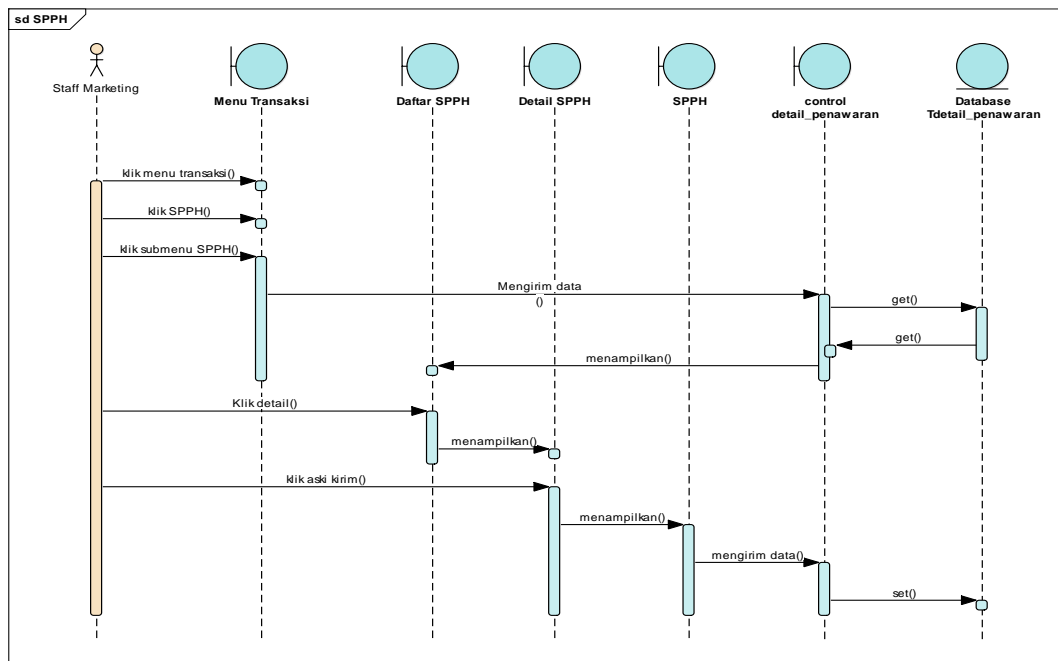 sd SPPH
Staff Marketing
Menu Transaksi
Daftar SPPH
Detail SPPH
SPPH
control
detail_penawaran
Database
Tdetail_penawaran
klik menu transaksi()
klik SPPH()
klik submenu SPPH()
Mengirim data
()
get()
get()
menampilkan()
Klik detail()
menampilkan()
klik aski kirim()
menampilkan()
mengirim data()
set()